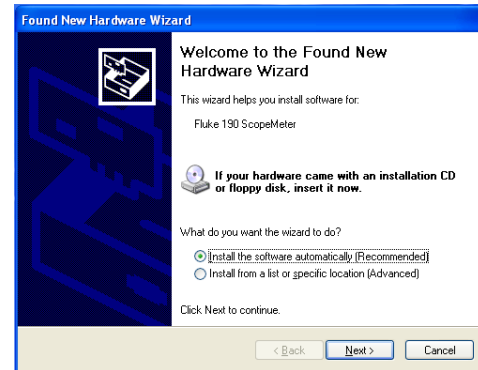 Found New Hardware Wizard
Welcome to the Found New
Hardware Wizard
This wizard helps you install software for:
Fluke 190 ScopeMeter
If your hardware came with an installation CD
or floppy disk, insert it now.
What do you want the wizard to do?
Install the software automatically (Recommended)
Install from a list or specific location (Advanced)
Click Next to continue.
< Back Next > Cancel